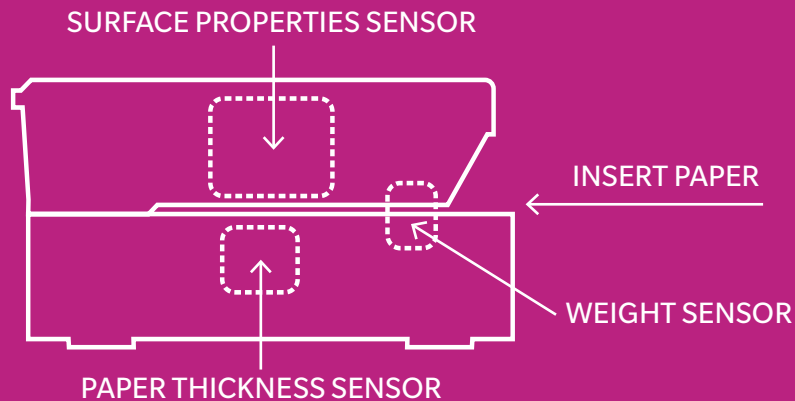 SURFACE PROPERTIES SENSOR
INSERT PAPER
WEIGHT SENSOR
PAPER THICKNESS SENSOR